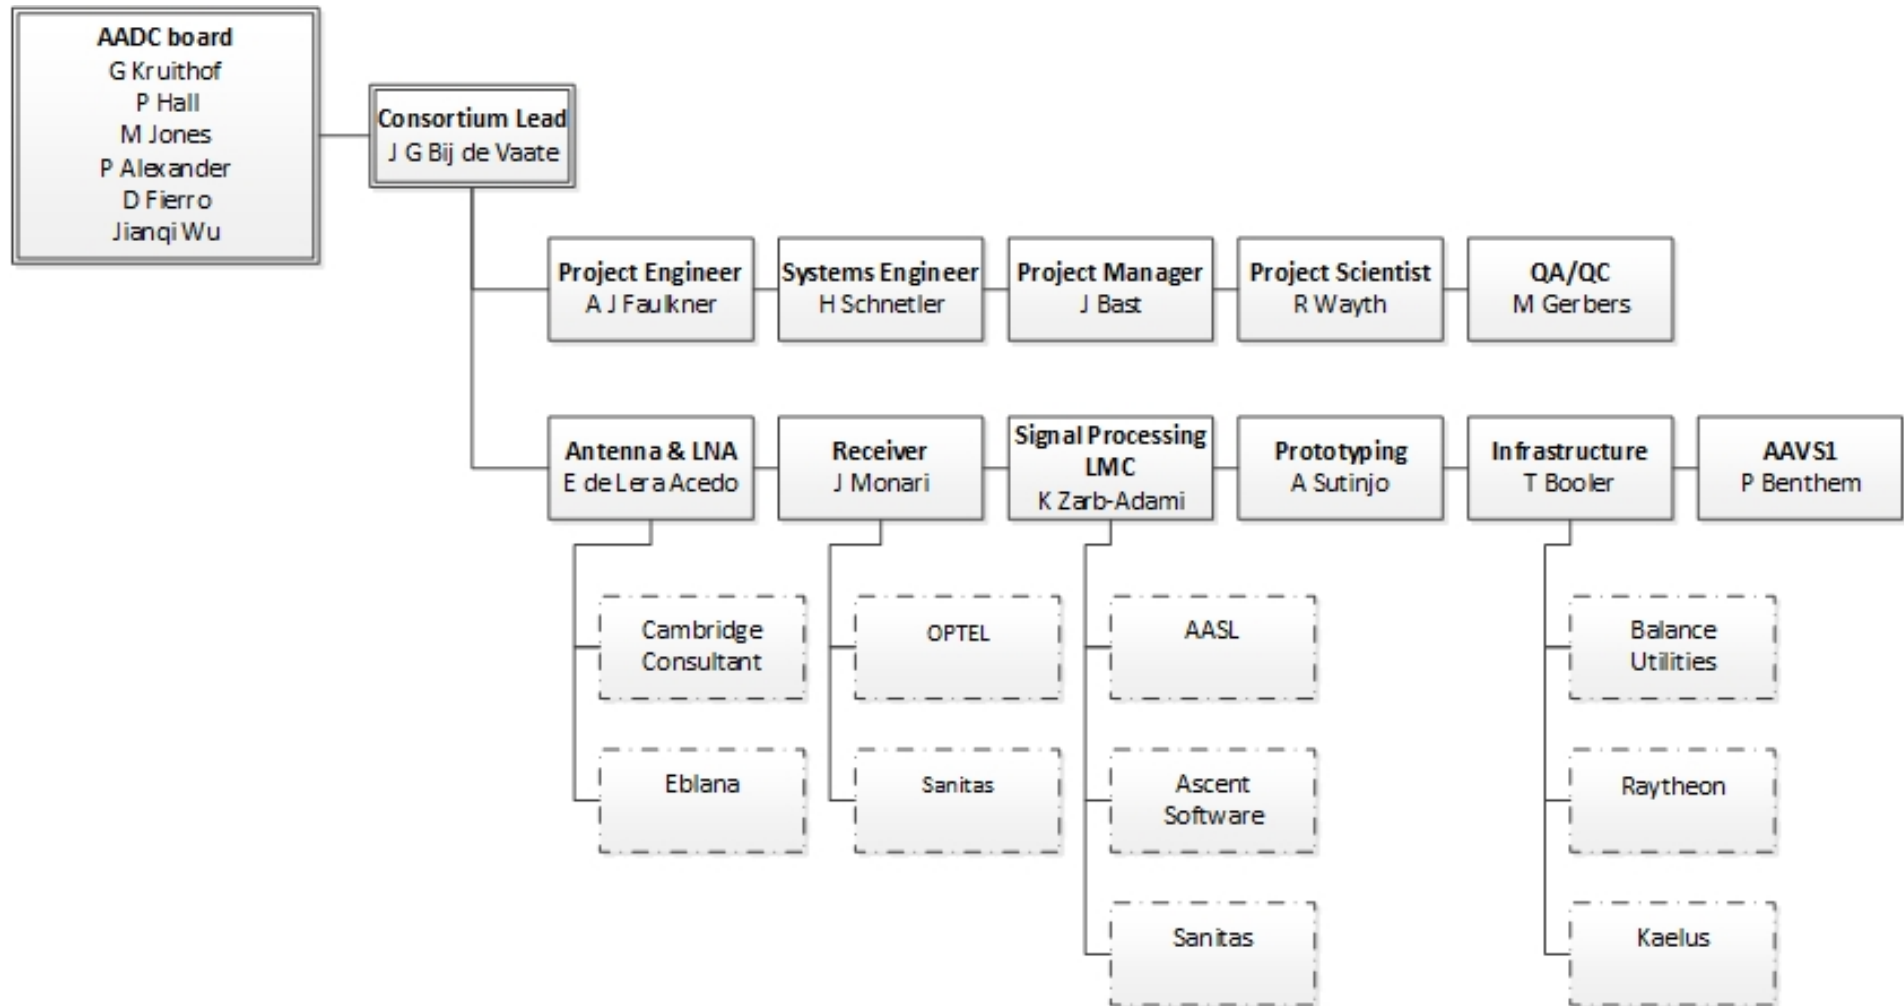 AADC board
G Kruithof
P Hall
M Jones
P Alexander
D Fierro
Jianqi Wu
Consortium Lead
J G Bij de Vaate
Project Engineer
A J Faulkner
Systems Engineer
H Schnetler
Project Manager
J Bast
Project Scientist
R Wayth
QA/QC
M Gerbers
Antenna & LNA
E de Lera Acedo
Receiver
J Monari
Signal Processing
LMC
K Zarb-Adami
Prototyping
A Sutinjo
Infrastructure
T Booler
AAVS1
P Benthem
Cambridge
Consultant
Eblana
OPTEL
Sanitas
AASL
Ascent
Software
Sanitas
Balance
Utilities
Raytheon
Kaelus